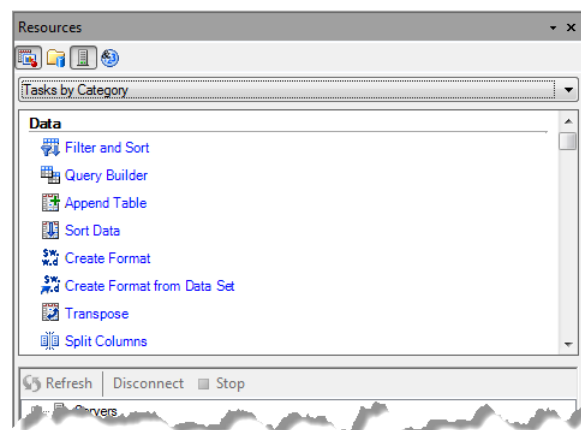 Resources
Tasks by Category
Data
Filter and Sort
Query Builder
Append Table
Sort Data
Create Format
Create Format from Data Set
Transpose
Split Columns
Refresh Disconnect Stop
Servers